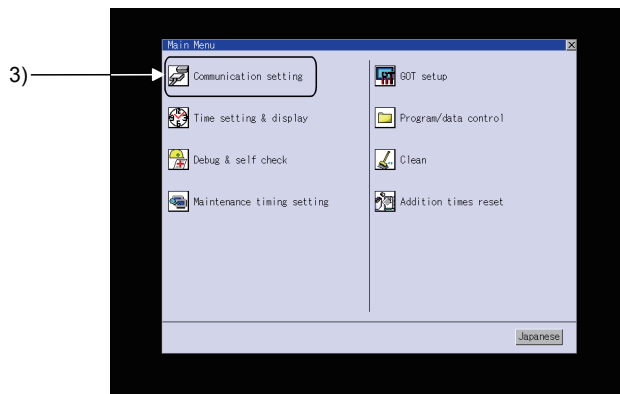 Main Menu
3)
Communication setting
GOT setup
Time setting & display
Program/data control
Debug & self check
Clean
Maintenance timing setting
Addition times reset
Japanese